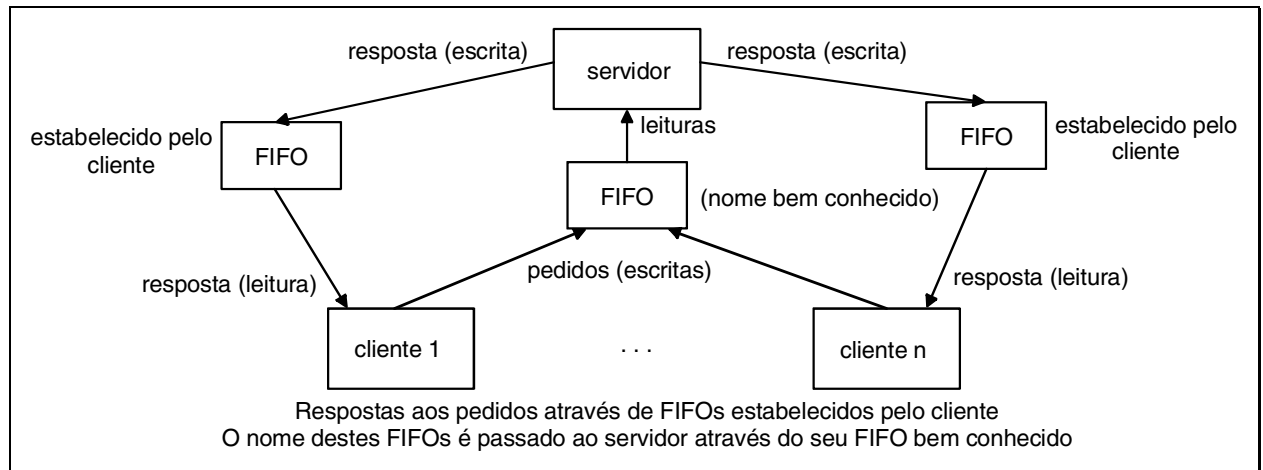 resposta (escrita)
servidor
resposta (escrita)
estabelecido pelo
cliente
FIFO
leituras
FIFO
estabelecido pelo
cliente
FIFO
(nome bem conhecido)
resposta (leitura)
pedidos (escritas)
resposta (leitura)
cliente 1
. . .
cliente n
Respostas aos pedidos através de FIFOs estabelecidos pelo cliente
O nome destes FIFOs é passado ao servidor através do seu FIFO bem conhecido